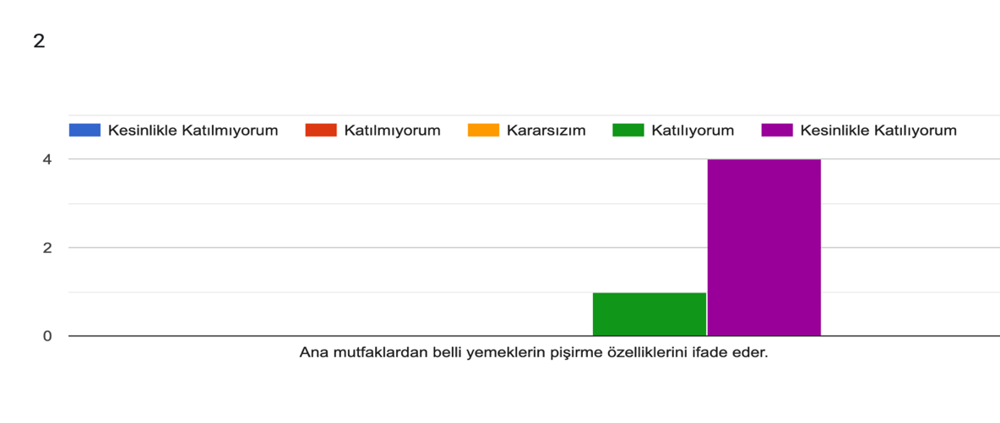 2
Kesinlikle Katılmıyorum Katılmıyorum Kararsızım Katılıyorum Kesinlikle Katılıyorum
4
2
0
Ana mutfaklardan belli yemeklerin pişirme özelliklerini ifade eder.